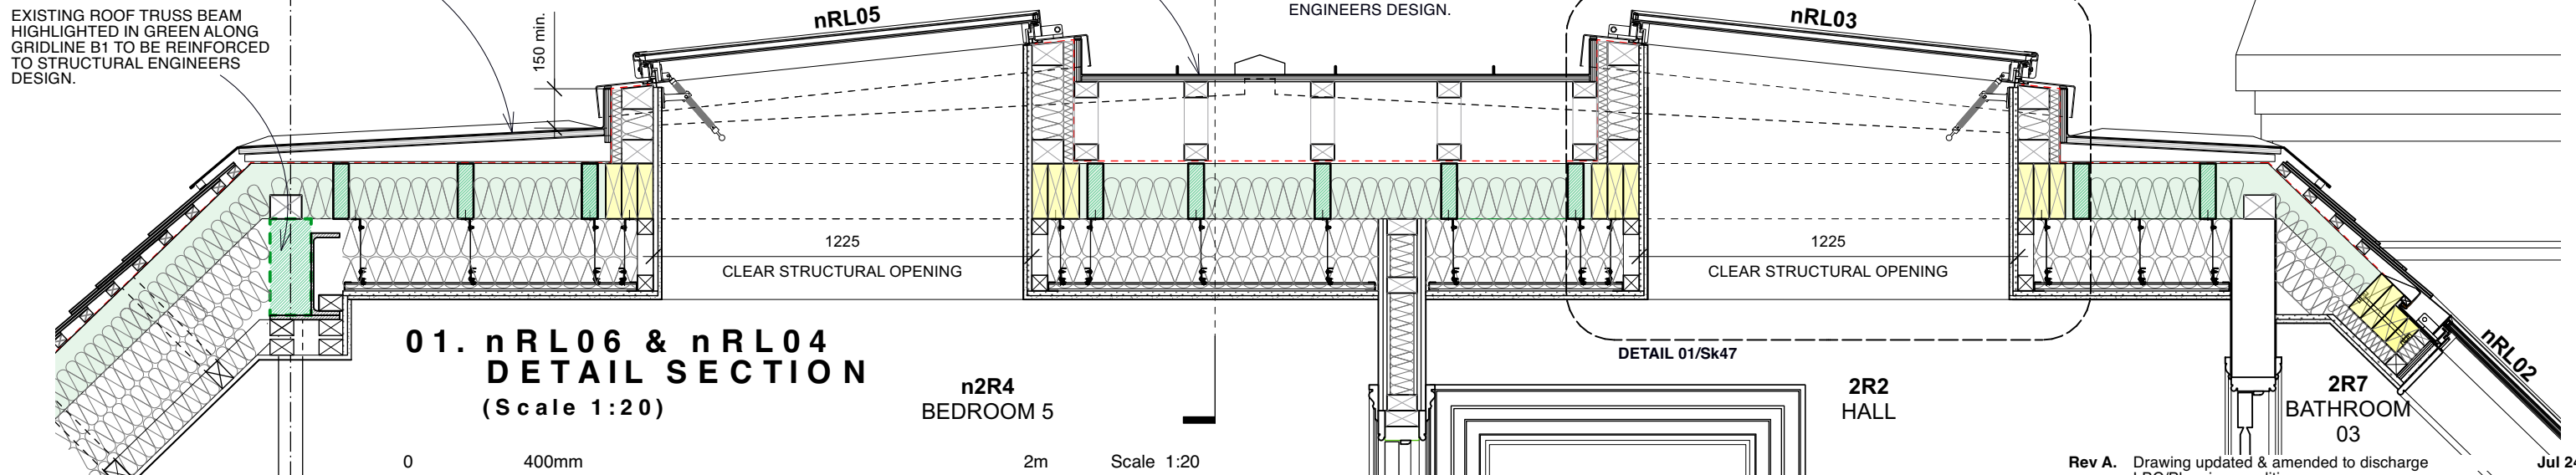 EXISTING ROOF TRUSS BEAM
HIGHLIGHTED IN GREEN ALONG
GRIDLINE B1 TO BE REINFORCED
TO STRUCTURAL ENGINEERS
DESIGN.
150 min.
nRL05
ENGINEERS DESIGN.
nRL03
1225
CLEAR STRUCTURAL OPENING
1225
CLEAR STRUCTURAL OPENING
01. nRL06 & nRL04
DETAIL SECTION
(Scale 1:20)
DETAIL 01/Sk47
n2R4
BEDROOM 5
2R2
HALL
2R7
BATHROOM
03
nRL02
0 400mm 2m Scale 1:20
Rev A. Drawing updated & amended to discharge Jul 24